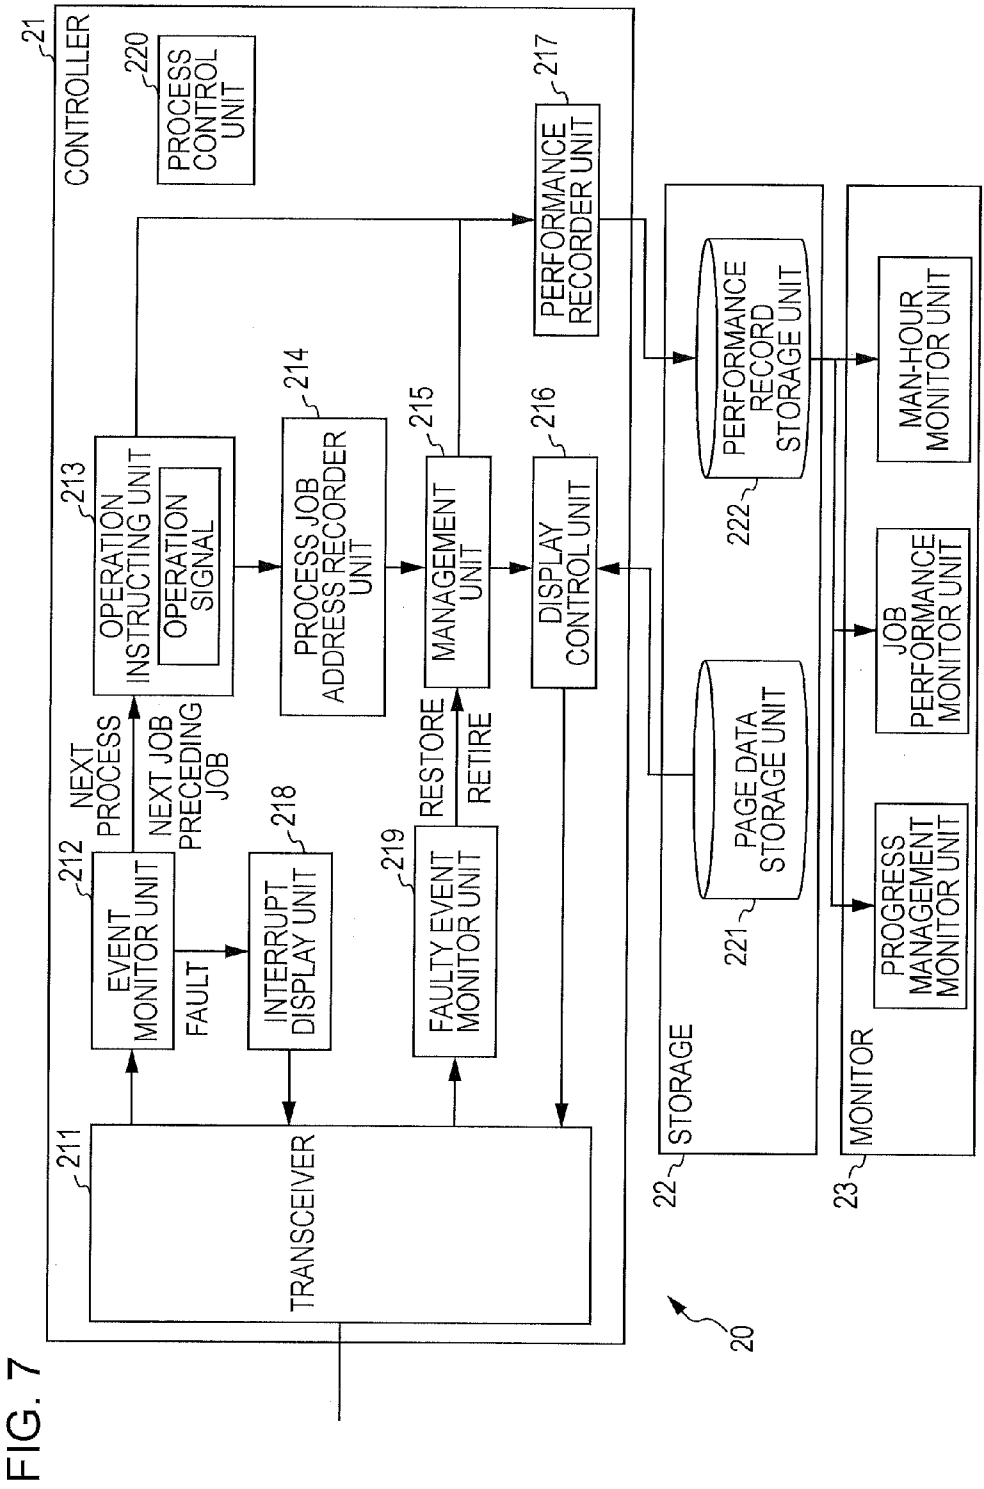 FIG. 7
20
21
CONTROLLER
211
TRANSCEIVER
212
EVENT
MONITOR UNIT
NEXT
PROCESS
NEXT JOB
PRECEDING
JOB
FAULT
213
OPERATION
INSTRUCTING UNIT
OPERATION
SIGNAL
220
PROCESS
CONTROL
UNIT
218
INTERRUPT
DISPLAY UNIT
214
PROCESS JOB
ADDRESS RECORDER
UNIT
219
FAULTY EVENT
MONITOR UNIT
RESTORE
RETIRE
215
MANAGEMENT
UNIT
216
DISPLAY
CONTROL UNIT
217
PERFORMANCE
RECORDER UNIT
22
STORAGE
221
PAGE DATA
STORAGE UNIT
222
PERFORMANCE
RECORD
STORAGE UNIT
23
MONITOR
PROGRESS
MANAGEMENT
MONITOR UNIT
JOB
PERFORMANCE
MONITOR UNIT
MAN-HOUR
MONITOR UNIT